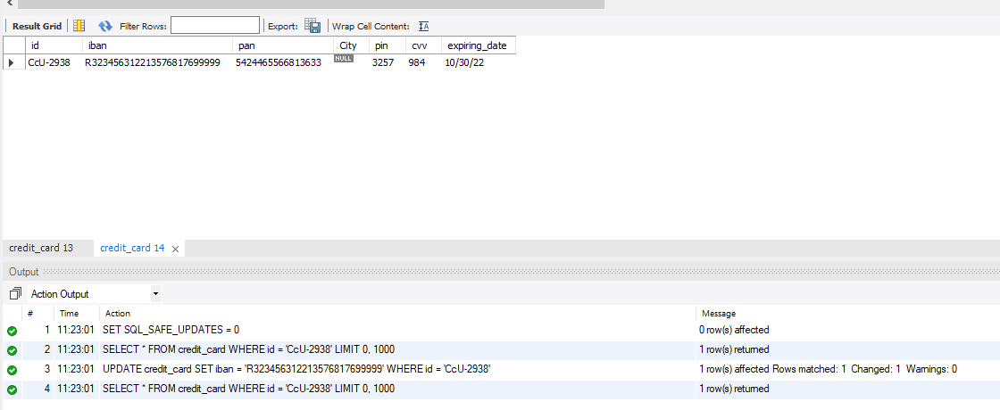 Result Grid Filter Rows: Export: Wrap Cell Content:
id iban pan City pin cvv expiring_date
CcU-2938 R323456312213576817699999 5424465566813633 NULL 3257 984 10/30/22
credit_card 13 credit_card 14
Output
Action Output
# Time Action Message
1 11:23:01 SET SQL_SAFE_UPDATES = 0 0 row(s) affected
2 11:23:01 SELECT * FROM credit_card WHERE id = 'CcU-2938' LIMIT 0, 1000 1 row(s) returned
3 11:23:01 UPDATE credit_card SET iban = 'R323456312213576817699999' WHERE id = 'CcU-2938' 1 row(s) affected Rows matched: 1 Changed: 1 Warnings: 0
4 11:23:01 SELECT * FROM credit_card WHERE id = 'CcU-2938' LIMIT 0, 1000 1 row(s) returned